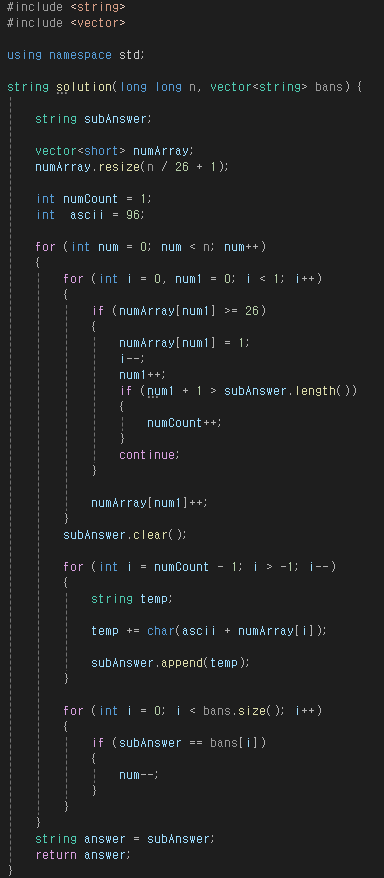 #include <string>
#include <vector>

using namespace std;

string solution(long long n, vector<string> bans) {

    string subAnswer;

    vector<short> numArray;
    numArray.resize(n / 26 + 1);

    int numCount = 1;
    int  ascii = 96;

    for (int num = 0; num < n; num++)
    {
        for (int i = 0, num1 = 0; i < 1; i++)
        {
            if (numArray[num1] >= 26)
            {
                numArray[num1] = 1;
                i--;
                num1++;
                if (num1 + 1 > subAnswer.length())
                {
                    numCount++;
                }
                continue;
            }

            numArray[num1]++;
        }
        subAnswer.clear();

        for (int i = numCount - 1; i > -1; i--)
        {
            string temp;

            temp += char(ascii + numArray[i]);

            subAnswer.append(temp);
        }

        for (int i = 0; i < bans.size(); i++)
        {
            if (subAnswer == bans[i])
            {
                num--;
            }
        }
    }
    string answer = subAnswer;
    return answer;
}